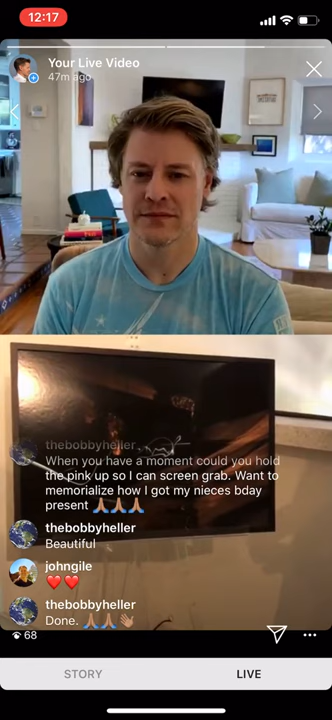 12:17
Your Live Video
47m ago
thebobbyheller
When you have a moment could you hold
the pink up so I can screen grab. Want to
memorialize how I got my nieces bday
present 🙏🏽🙏🏽🙏🏽
thebobbyheller
Beautiful
johngile
❤️❤️
thebobbyheller
Done. 🙏🏽🙏🏽👋🏽
68
STORY
LIVE